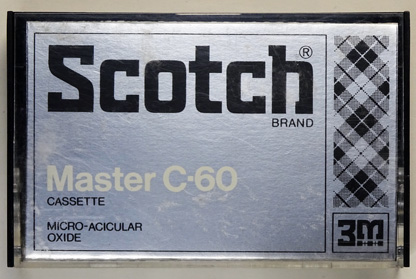 Scotch®
BRAND
Master C-60
CASSETTE
MICRO-ACICULAR
OXIDE
3M